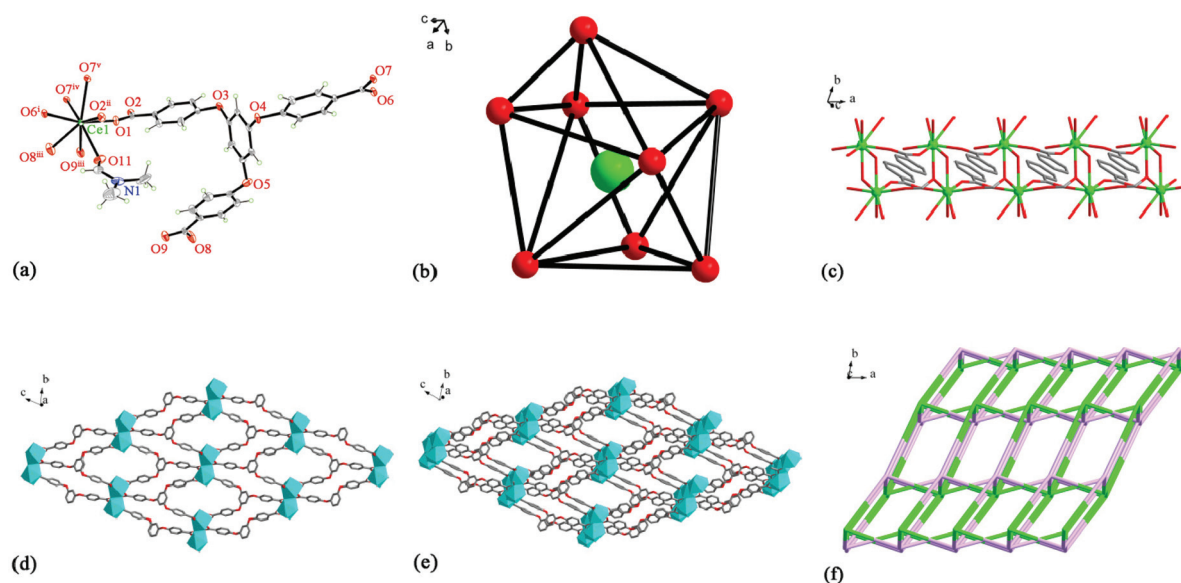 O7v
O7iv
O6i
O2ii
O2
Ce1
O1
O8iii
O9iii
O11
N1
O3
O4
O7
O6
O5
O9
O8
(a)
c
a
b
(b)
b
c
a
(c)
b
c
a
(d)
b
c
a
(e)
b
c
a
(f)